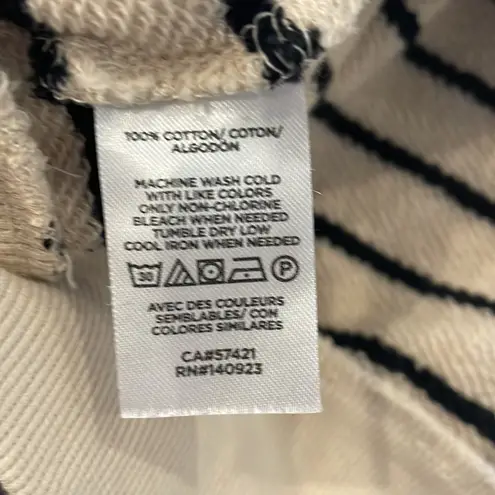 100% COTTON/ COTON/
ALGODÓN
MACHINE WASH COLD
WITH LIKE COLORS
ONLY NON-CHLORINE
BLEACH WHEN NEEDED
TUMBLE DRY LOW
COOL IRON WHEN NEEDED
30 P
AVEC DES COULEURS
SEMBLABLES/ CON
COLORES SIMILARES
CA#57421
RN#140923